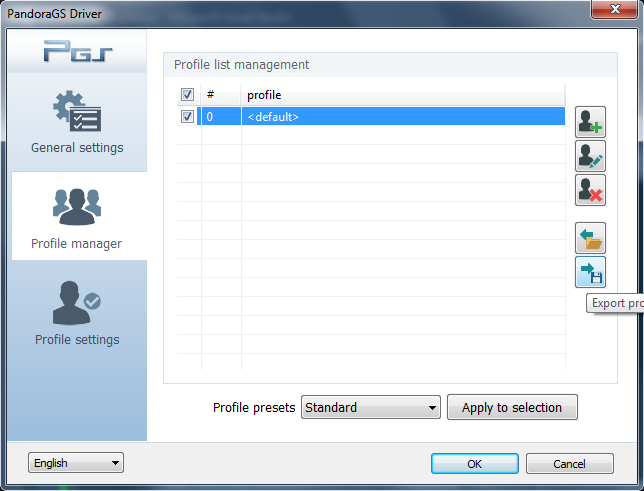 PandoraGS Driver
PGS
General settings
Profile manager
Profile settings
Profile list management
# profile
0 <default>
Export pro
Profile presets Standard Apply to selection
English OK Cancel